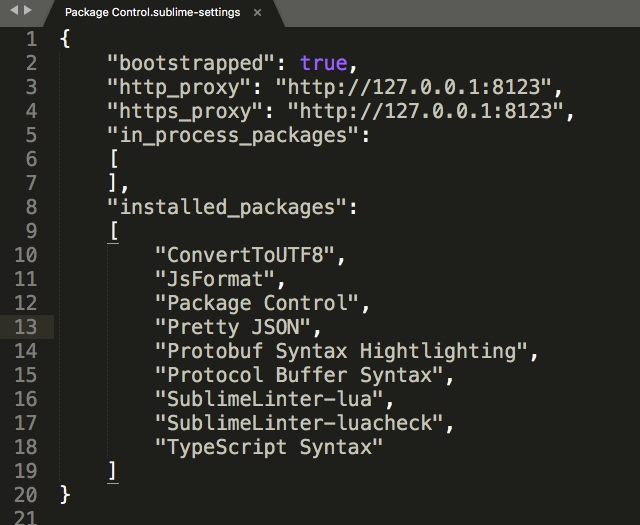 Package Control.sublime-settings ×
1 {
2 "bootstrapped": true,
3 "http_proxy": "http://127.0.0.1:8123",
4 "https_proxy": "http://127.0.0.1:8123",
5 "in_process_packages":
6 [
7 ],
8 "installed_packages":
9 [
10 "ConvertToUTF8",
11 "JsFormat",
12 "Package Control",
13 "Pretty JSON",
14 "Protobuf Syntax Hightlighting",
15 "Protocol Buffer Syntax",
16 "SublimeLinter-lua",
17 "SublimeLinter-luacheck",
18 "TypeScript Syntax"
19 ]
20 }
21